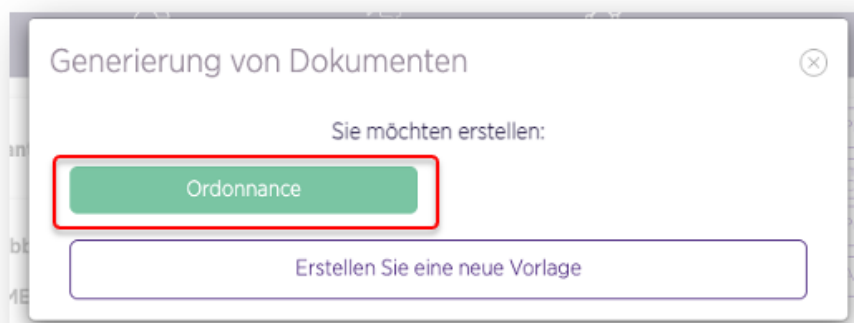 Generierung von Dokumenten
Sie möchten erstellen:
Ordonnance
Erstellen Sie eine neue Vorlage